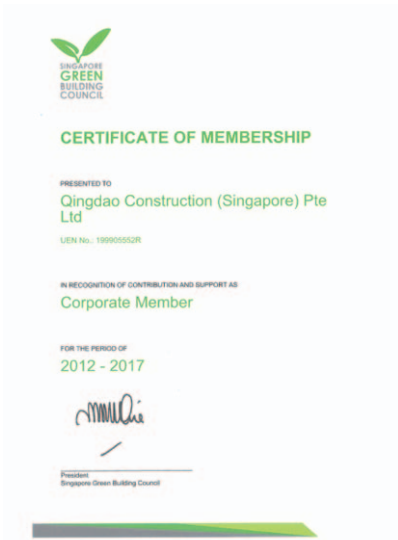 SINGAPORE
GREEN
BUILDING
COUNCIL
CERTIFICATE OF MEMBERSHIP
PRESENTED TO
Qingdao Construction (Singapore) Pte
Ltd
UEN No.: 199905552R
IN RECOGNITION OF CONTRIBUTION AND SUPPORT AS
Corporate Member
FOR THE PERIOD OF
2012 - 2017
President
Singapore Green Building Council